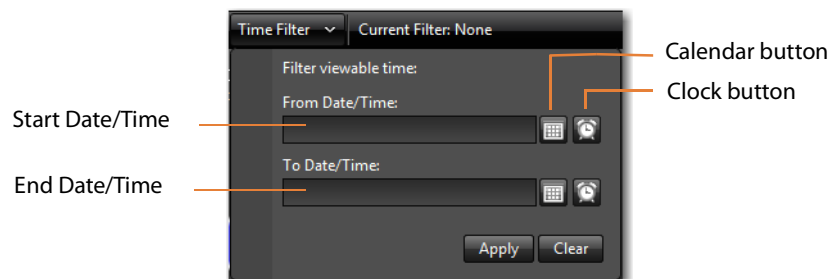 Time Filter Current Filter: None
Filter viewable time:
Calendar button
From Date/Time:
Clock button
Start Date/Time
To Date/Time:
End Date/Time
Apply Clear